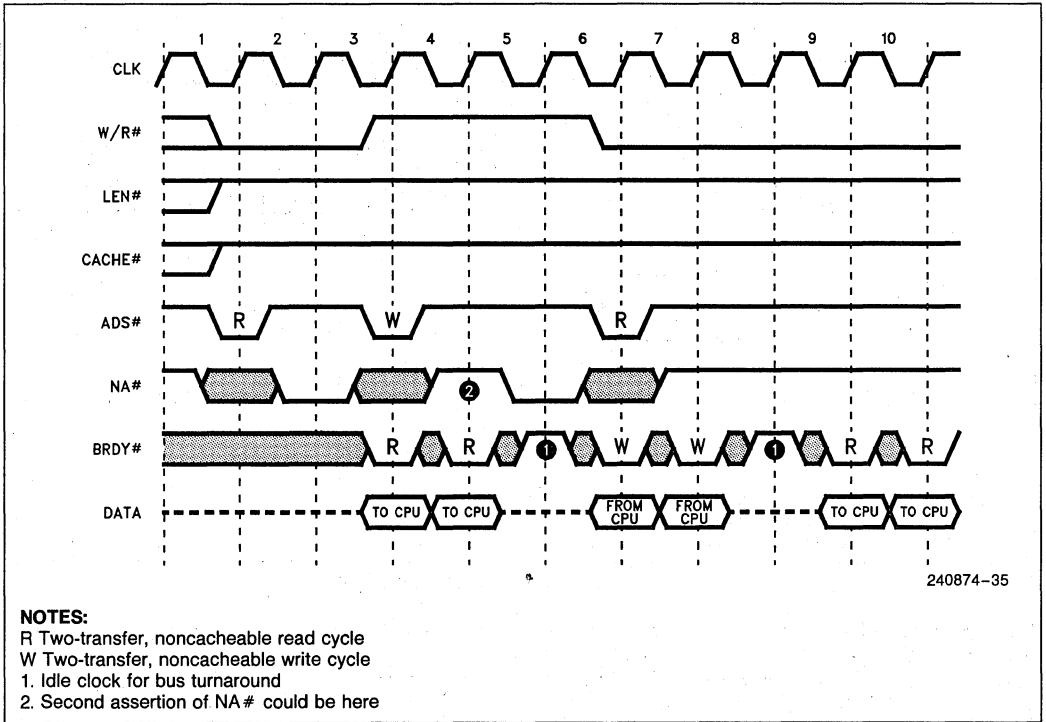 1 2 3 4 5 6 7 8 9 10
CLK
W/R#
LEN#
CACHE#
ADS# R W R
NA# 2
BRDY# R R 1 W W 1 R R
DATA TO CPU TO CPU FROM CPU FROM CPU TO CPU TO CPU
240874-35
NOTES:
R Two-transfer, noncacheable read cycle
W Two-transfer, noncacheable write cycle
1. Idle clock for bus turnaround
2. Second assertion of NA# could be here